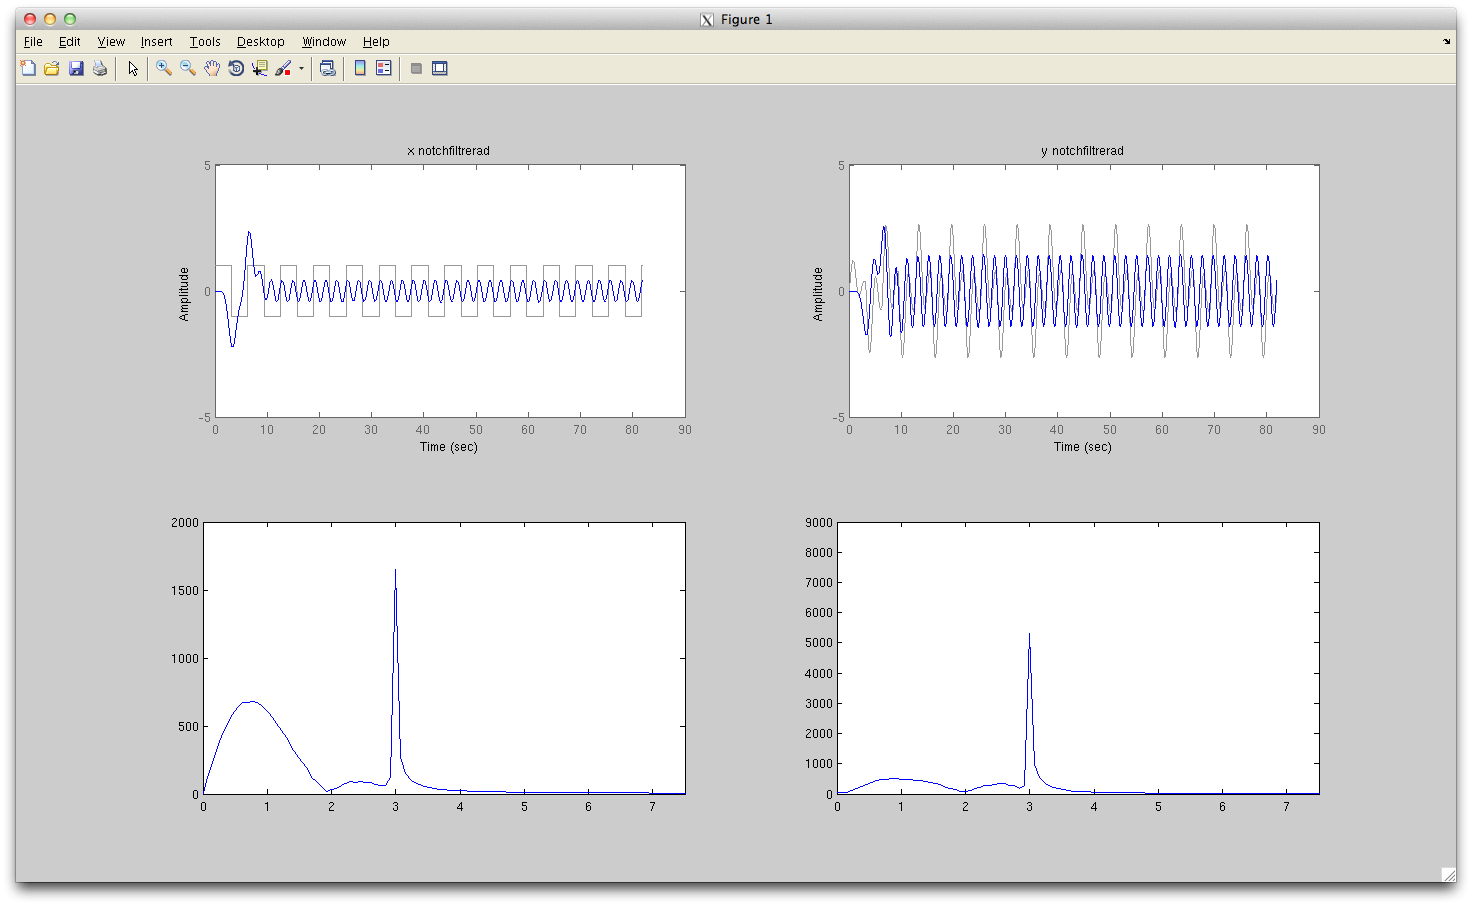 Figure 1
File Edit View Insert Tools Desktop Window Help
x notchfiltrerad
5
0
-5
Amplitude
0 10 20 30 40 50 60 70 80 90
Time (sec)
y notchfiltrerad
5
0
-5
Amplitude
0 10 20 30 40 50 60 70 80 90
Time (sec)
2000
1500
1000
500
0
0 1 2 3 4 5 6 7
9000
8000
7000
6000
5000
4000
3000
2000
1000
0
0 1 2 3 4 5 6 7